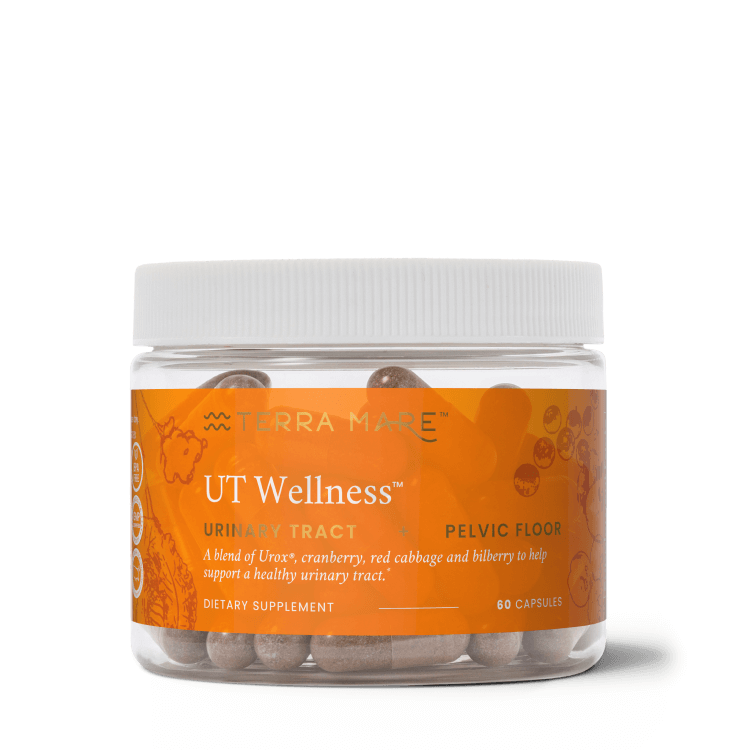 TERRA MARE™
UT Wellness™
URINARY TRACT PELVIC FLOOR
A blend of Urox®, cranberry, red cabbage and bilberry to help
support a healthy urinary tract.*
DIETARY SUPPLEMENT 60 CAPSULES